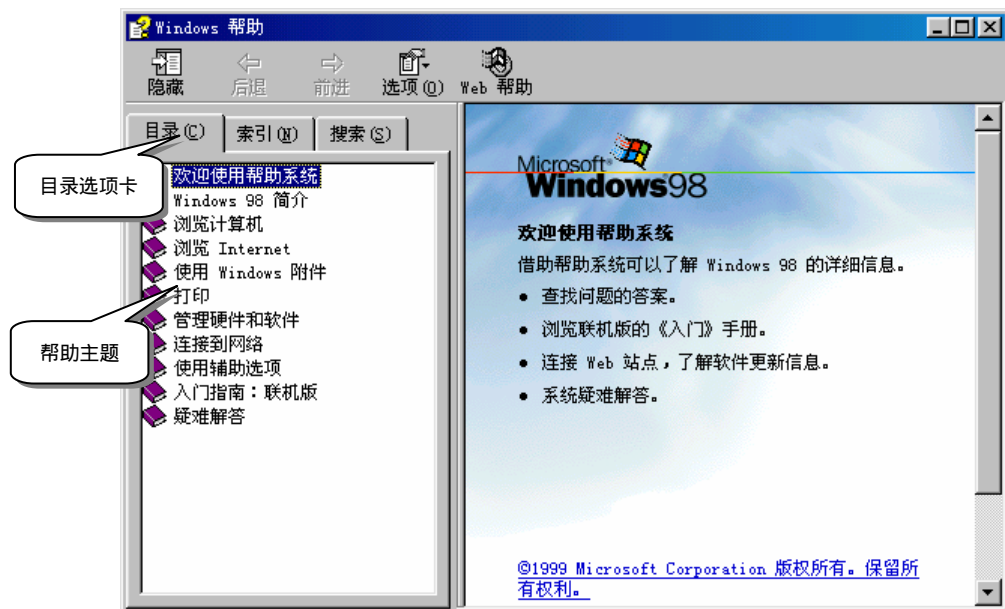 Windows 帮助
隐藏 后退 前进 选项(O) Web 帮助
目录(C) 索引(N) 搜索(S)
目录选项卡
帮助主题
欢迎使用帮助系统
Windows 98 简介
浏览计算机
浏览 Internet
使用 Windows 附件
打印
管理硬件和软件
连接到网络
使用辅助选项
入门指南：联机版
疑难解答
Microsoft
Windows98
欢迎使用帮助系统
借助帮助系统可以了解 Windows 98 的详细信息。
• 查找问题的答案。
• 浏览联机版的《入门》手册。
• 连接 Web 站点，了解软件更新信息。
• 系统疑难解答。
©1999 Microsoft Corporation 版权所有。保留所
有权利。